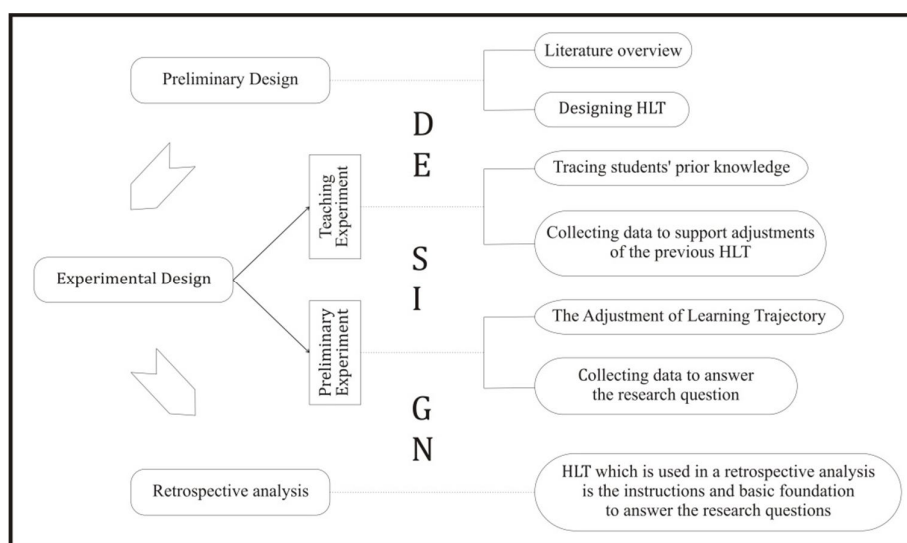 Preliminary Design
Literature overview
Designing HLT
D
E
S
I
G
N
Teaching
Experiment
Tracing students' prior knowledge
Collecting data to support adjustments
of the previous HLT
Experimental Design
Preliminary
Experiment
The Adjustment of Learning Trajectory
Collecting data to answer
the research question
Retrospective analysis
HLT which is used in a retrospective analysis
is the instructions and basic foundation
to answer the research questions